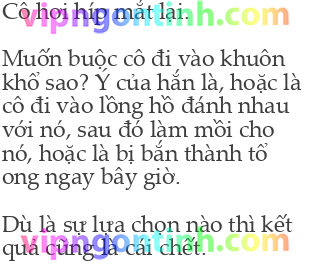 Cô hơi híp mắt lại.
Muốn buộc cô đi vào khuôn
khổ sao? Ý của hắn là, hoặc là
cô đi vào lồng hồ đánh nhau
với nó, sau đó làm mồi cho
nó, hoặc là bị bắn thành tổ
ong ngay bây giờ.
Dù là sự lựa chọn nào thì kết
quả cũng là cái chết.
vipngontinh.com
vipngontinh.com